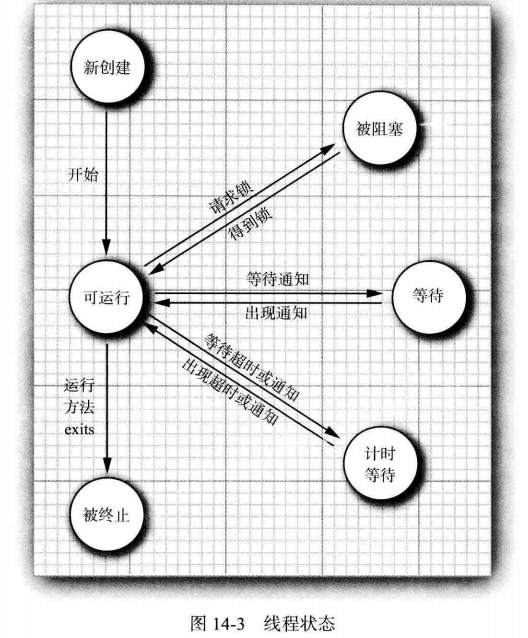 新创建
被阻塞
开始
请求锁
得到锁
可运行
等待通知
出现通知
等待
等待超时或通知
出现超时或通知
运行
方法
exits
计时
等待
被终止
图 14-3 线程状态